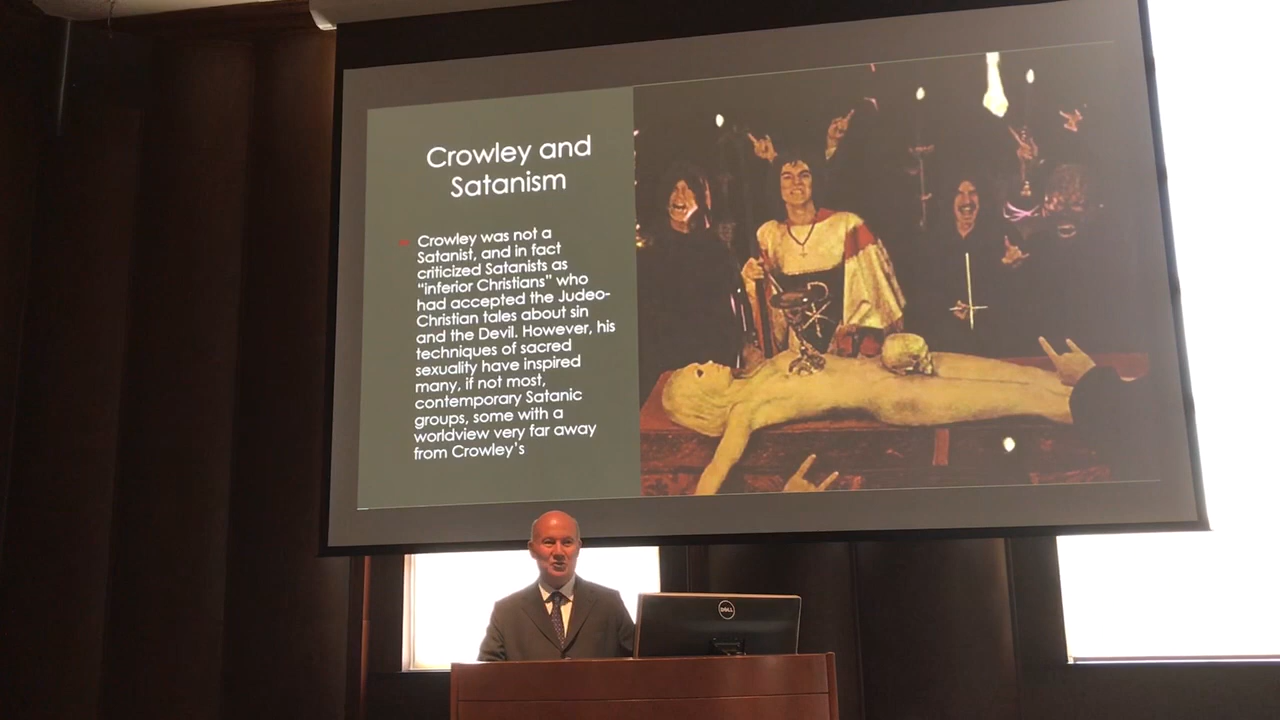 Crowley and
Satanism
Crowley was not a
Satanist, and in fact
criticized Satanists as
“inferior Christians” who
had accepted the Judeo-
Christian tales about sin
and the Devil. However, his
techniques of sacred
sexuality have inspired
many, if not most,
contemporary Satanic
groups, some with a
worldview very far away
from Crowley’s
DELL